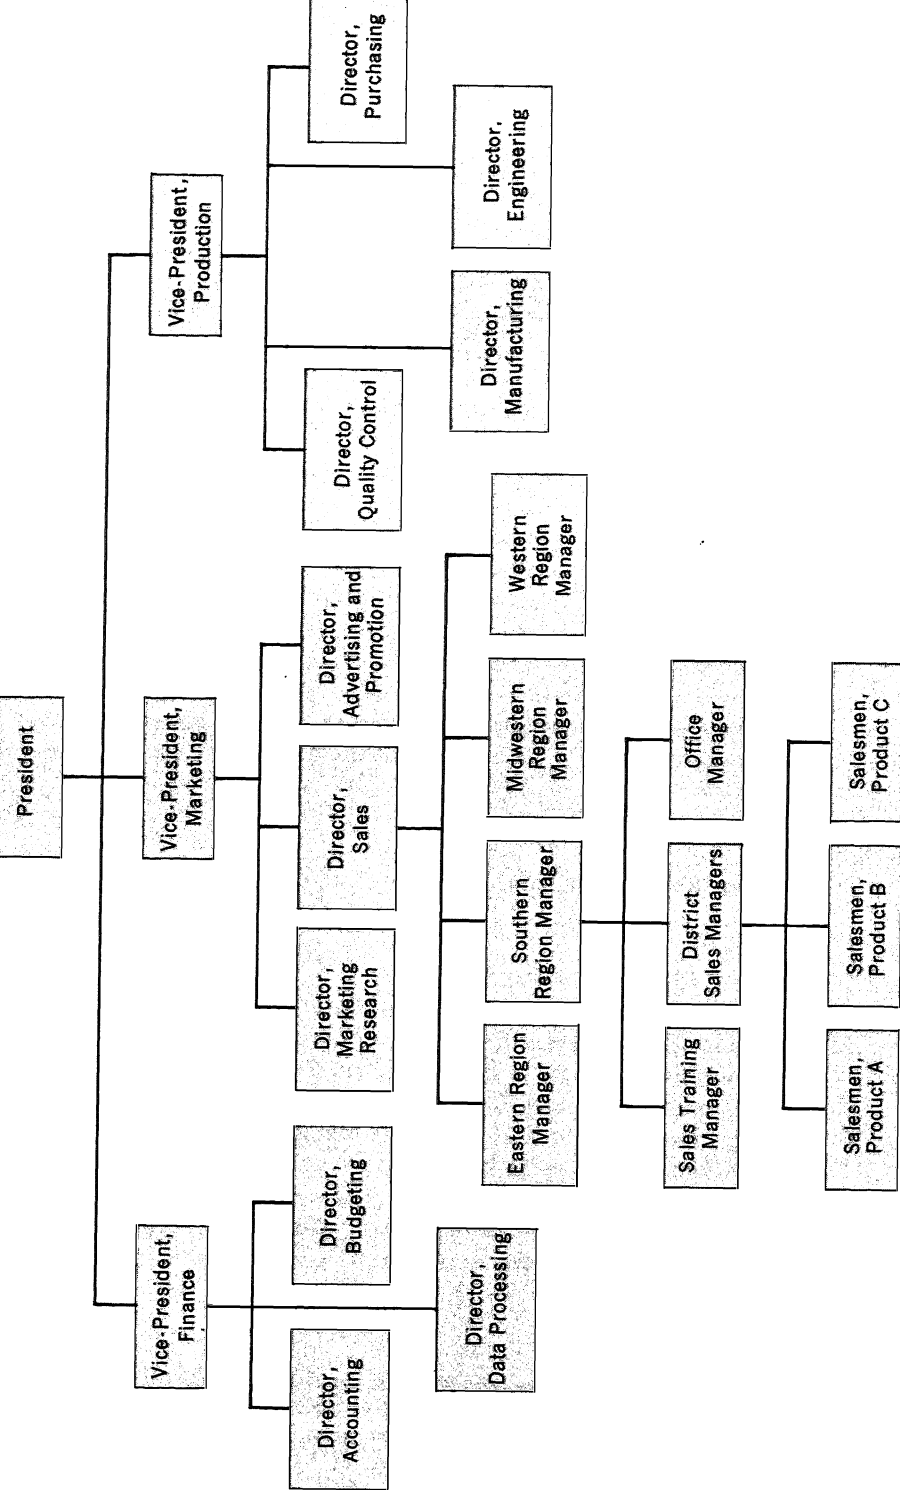 President
Vice-President,
Finance
Vice-President,
Marketing
Vice-President,
Production
Director,
Accounting
Director,
Budgeting
Director,
Marketing
Research
Director,
Sales
Director,
Advertising and
Promotion
Director,
Quality Control
Director,
Purchasing
Director,
Data Processing
Director,
Manufacturing
Director,
Engineering
Eastern Region
Manager
Southern
Region Manager
Midwestern
Region
Manager
Western
Region
Manager
Sales Training
Manager
District
Sales Managers
Office
Manager
Salesmen,
Product A
Salesmen,
Product B
Salesmen,
Product C